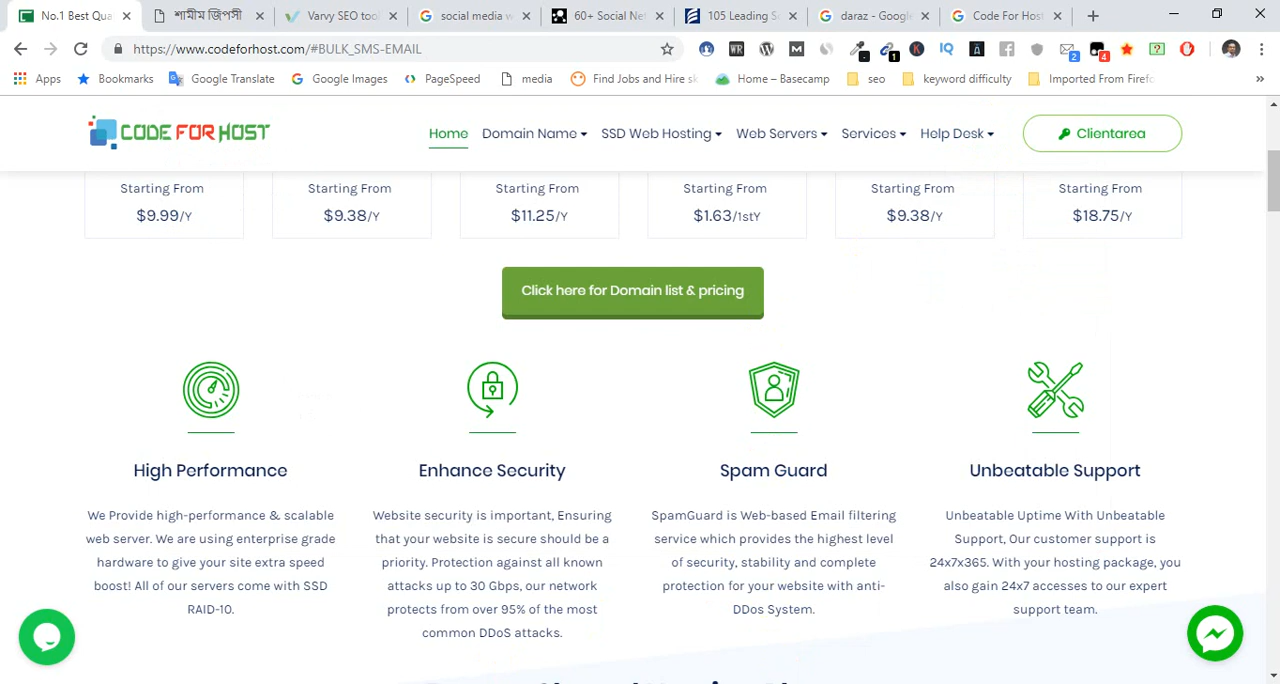 No.1 Best Qua
শামীম জিপসী
Varvy SEO too
social media w
60+ Social Net
105 Leading S
daraz - Google
Code For Host
https://www.codeforhost.com/#BULK_SMS-EMAIL
WR
M
K
IQ
A
2
4
1
?
Apps
Bookmarks
Google Translate
Google Images
PageSpeed
media
Find Jobs and Hire sk
Home – Basecamp
seo
keyword difficulty
Imported From Firefo
»
CODE FOR HOST
Home
Domain Name
SSD Web Hosting
Web Servers
Services
Help Desk
Clientarea
Starting From Starting From Starting From Starting From Starting From Starting From
$9.99/Y $9.38/Y $11.25/Y $1.63/1stY $9.38/Y $18.75/Y
Click here for Domain list & pricing
High Performance
We Provide high-performance & scalable
web server. We are using enterprise grade
hardware to give your site extra speed
boost! All of our servers come with SSD
RAID-10.
Enhance Security
Website security is important, Ensuring
that your website is secure should be a
priority. Protection against all known
attacks up to 30 Gbps, our network
protects from over 95% of the most
common DDoS attacks.
Spam Guard
SpamGuard is Web-based Email filtering
service which provides the highest level
of security, stability and complete
protection for your website with anti-
DDos System.
Unbeatable Support
Unbeatable Uptime With Unbeatable
Support, Our customer support is
24x7x365. With your hosting package, you
also gain 24x7 accesses to our expert
support team.